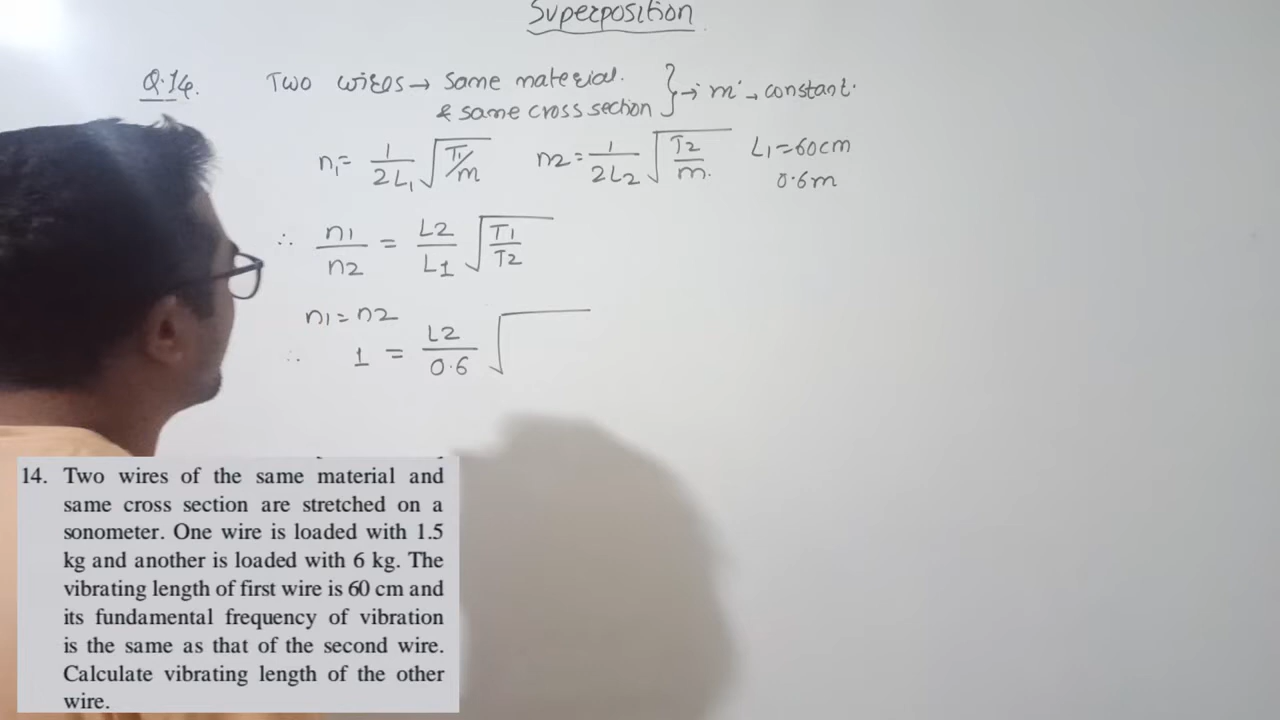 Superposition
Q.14. Two wires → Same material.
& same cross section } → 'm' → constant.
n1 = 1/2L1 √T1/m n2 = 1/2L2 √T2/m. L1 = 60cm
0.6m
∴ n1/n2 = L2/L1 √T1/T2
n1 = n2
∴ 1 = L2/0.6 √
14. Two wires of the same material and
same cross section are stretched on a
sonometer. One wire is loaded with 1.5
kg and another is loaded with 6 kg. The
vibrating length of first wire is 60 cm and
its fundamental frequency of vibration
is the same as that of the second wire.
Calculate vibrating length of the other
wire.